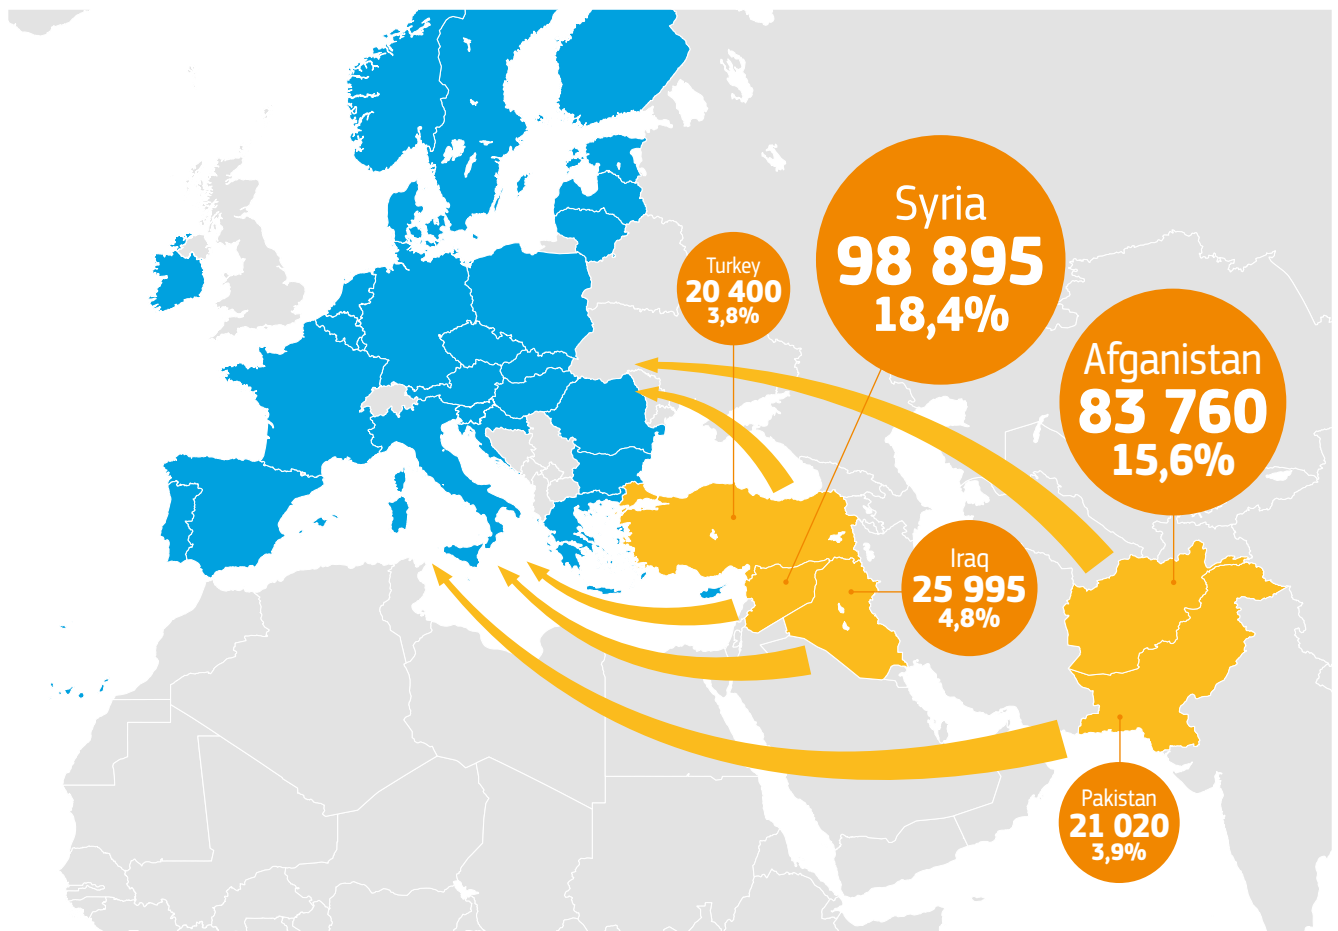 Syria
98 895
18,4%
Turkey
20 400
3,8%
Afganistan
83 760
15,6%
Iraq
25 995
4,8%
Pakistan
21 020
3,9%